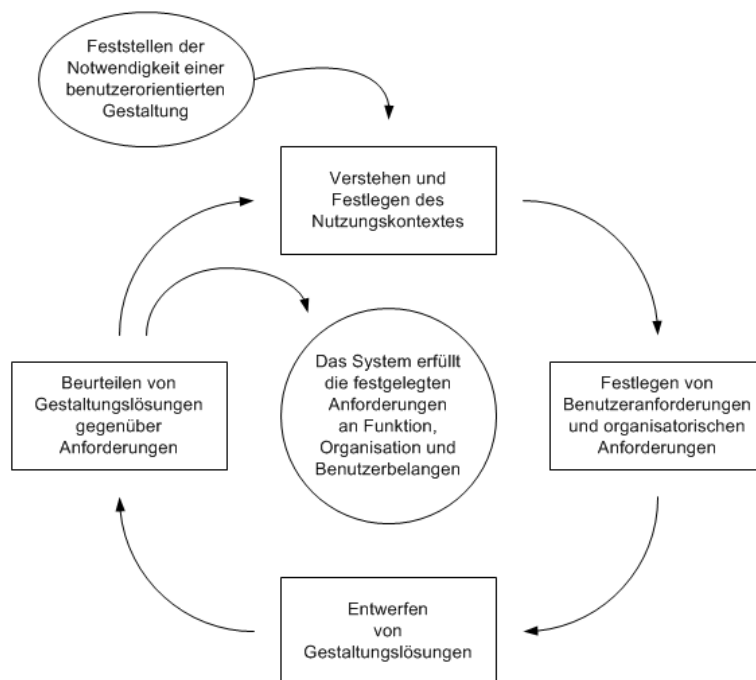 Feststellen der
Notwendigkeit einer
benutzerorientierten
Gestaltung
Verstehen und
Festlegen des
Nutzungskontextes
Das System erfüllt
die festgelegten
Anforderungen
an Funktion,
Organisation und
Benutzerbelangen
Beurteilen von
Gestaltungslösungen
gegenüber
Anforderungen
Festlegen von
Benutzeranforderungen
und organisatorischen
Anforderungen
Entwerfen
von
Gestaltungslösungen